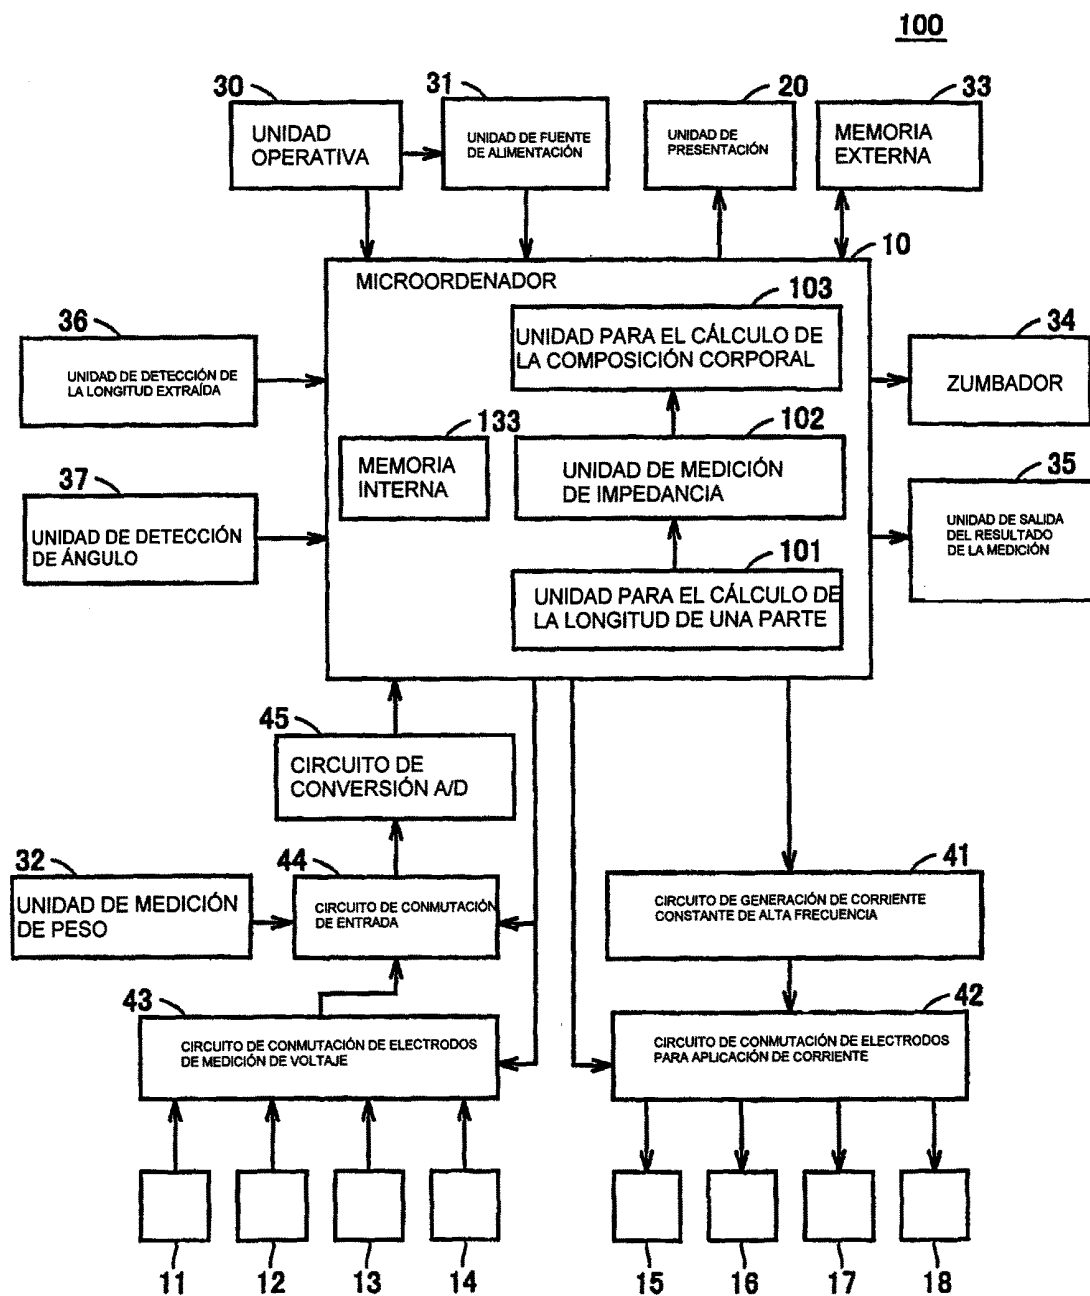 100
30
31
20
33
UNIDAD
OPERATIVA
UNIDAD DE FUENTE
DE ALIMENTACIÓN
UNIDAD DE
PRESENTACIÓN
MEMORIA
EXTERNA
10
MICROORDENADOR
103
UNIDAD PARA EL CÁLCULO DE
LA COMPOSICIÓN CORPORAL
36
UNIDAD DE DETECCIÓN DE
LA LONGITUD EXTRAÍDA
34
ZUMBADOR
133
MEMORIA
INTERNA
102
UNIDAD DE MEDICIÓN
DE IMPEDANCIA
37
UNIDAD DE DETECCIÓN
DE ÁNGULO
35
UNIDAD DE SALIDA
DEL RESULTADO
DE LA MEDICIÓN
101
UNIDAD PARA EL CÁLCULO DE
LA LONGITUD DE UNA PARTE
45
CIRCUITO DE
CONVERSIÓN A/D
32
UNIDAD DE MEDICIÓN
DE PESO
44
CIRCUITO DE CONMUTACIÓN
DE ENTRADA
41
CIRCUITO DE GENERACIÓN DE CORRIENTE
CONSTANTE DE ALTA FRECUENCIA
43
CIRCUITO DE CONMUTACIÓN DE ELECTRODOS
DE MEDICIÓN DE VOLTAJE
42
CIRCUITO DE CONMUTACIÓN DE ELECTRODOS
PARA APLICACIÓN DE CORRIENTE
11
12
13
14
15
16
17
18